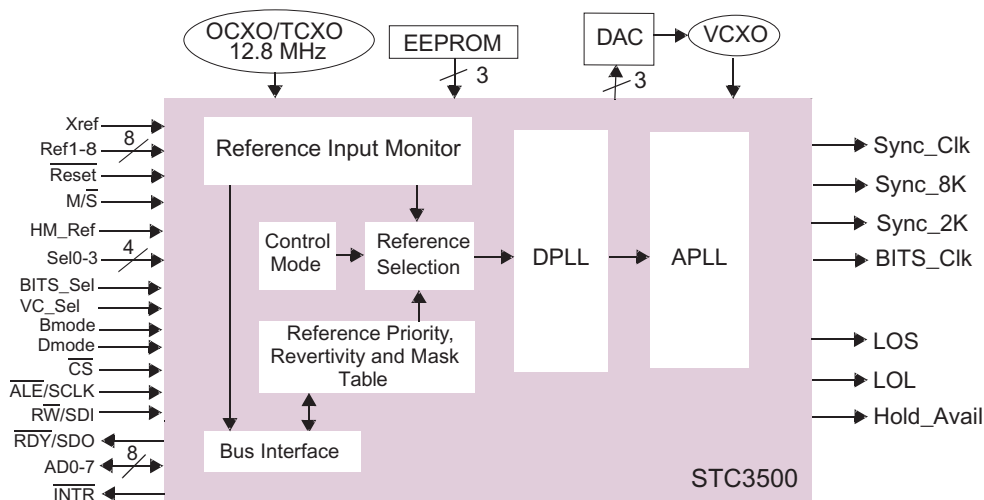 OCXO/TCXO
12.8 MHz
EEPROM
3
DAC
3
VCXO
Xref
Ref1-8
8
Reset
M/S
HM_Ref
Sel0-3
4
BITS_Sel
VC_Sel
Bmode
Dmode
CS
ALE/SCLK
RW/SDI
RDY/SDO
AD0-7
8
INTR
Reference Input Monitor
Control
Mode
Reference
Selection
Reference Priority,
Revertivity and Mask
Table
Bus Interface
DPLL
APLL
Sync_Clk
Sync_8K
Sync_2K
BITS_Clk
LOS
LOL
Hold_Avail
STC3500